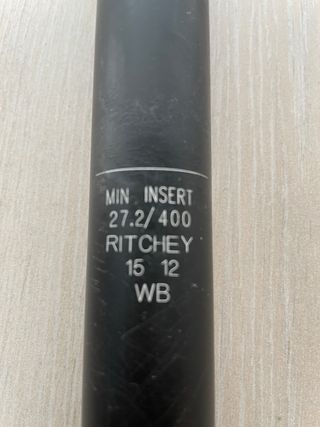 MIN INSERT
27.2/400
RITCHEY
15 12
WB